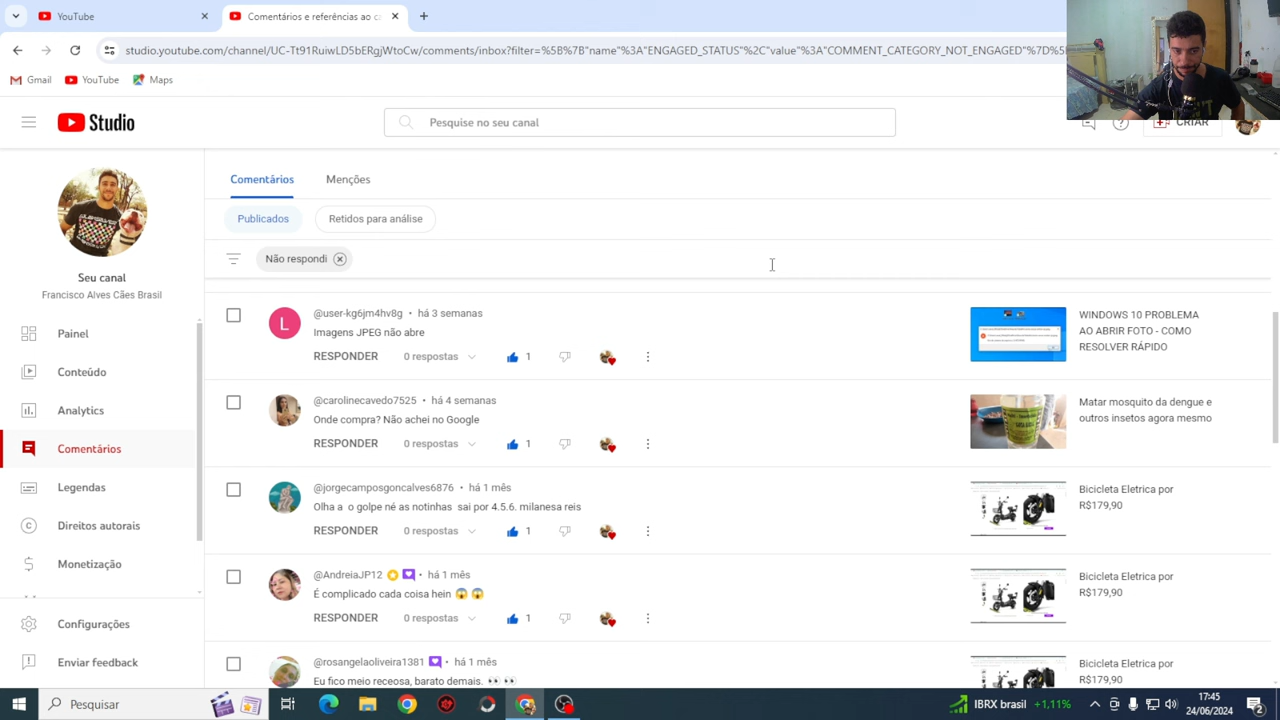 YouTube
Comentários e referências ao ca
studio.youtube.com/channel/UC-Tt91RuiwLD5bERgjWtoCw/comments/inbox?filter=%5B%7B"name"%3A"ENGAGED_STATUS"%2C"value"%3A"COMMENT_CATEGORY_NOT_ENGAGED"%7D%5
Gmail
YouTube
Maps
Studio
Pesquise no seu canal
CRIAR
Comentários
Menções
Publicados
Retidos para análise
Não respondi
Seu canal
Francisco Alves Cães Brasil
Painel
Conteúdo
Analytics
Comentários
Legendas
Direitos autorais
Monetização
Configurações
Enviar feedback
L
@user-kg6jm4hv8g • há 3 semanas
Imagens JPEG não abre
RESPONDER 0 respostas 1
WINDOWS 10 PROBLEMA
AO ABRIR FOTO - COMO
RESOLVER RÁPIDO
@carolinecavedo7525 • há 4 semanas
Onde compra? Não achei no Google
RESPONDER 0 respostas 1
Matar mosquito da dengue e
outros insetos agora mesmo
@jorgecamposgoncalves6876 • há 1 mês
Olha a o golpe né as notinhas sai por 4.5.6. milanesa reis
RESPONDER 0 respostas 1
Bicicleta Eletrica por
R$179,90
@AndreiaJP12 • há 1 mês
É complicado cada coisa hein 😱 😱
RESPONDER 0 respostas 1
Bicicleta Eletrica por
R$179,90
@rosangelaoliveira1381 • há 1 mês
Eu fico meio receosa, barato demais. 👀 👀
Bicicleta Eletrica por
R$179,90
Pesquisar
IBRX brasil +1,11%
17:45
24/06/2024
2